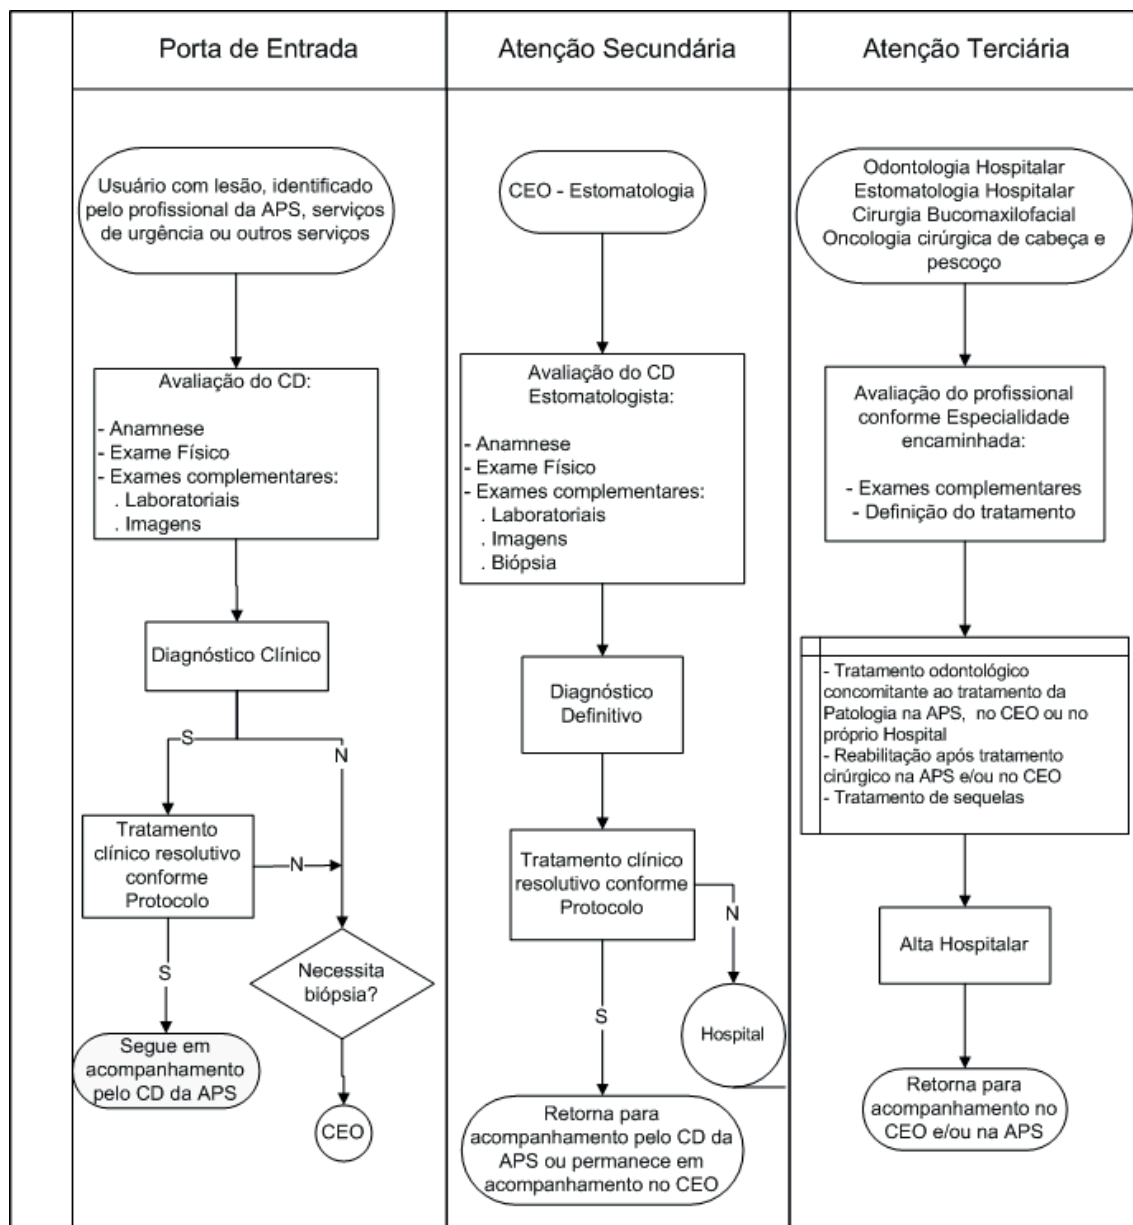 Porta de Entrada
Usuário com lesão, identificado
pelo profissional da APS, serviços
de urgência ou outros serviços
Avaliação do CD:
- Anamnese
- Exame Físico
- Exames complementares:
. Laboratoriais
. Imagens
Diagnóstico Clínico
S
N
Tratamento
clínico resolutivo
conforme
Protocolo
N
S
Necessita
biópsia?
Segue em
acompanhamento
pelo CD da APS
CEO
Atenção Secundária
CEO - Estomatologia
Avaliação do CD
Estomatologista:
- Anamnese
- Exame Físico
- Exames complementares:
. Laboratoriais
. Imagens
. Biópsia
Diagnóstico
Definitivo
Tratamento clínico
resolutivo conforme
Protocolo
N
S
Hospital
Retorna para
acompanhamento pelo CD da
APS ou permanece em
acompanhamento no CEO
Atenção Terciária
Odontologia Hospitalar
Estomatologia Hospitalar
Cirurgia Bucomaxilofacial
Oncologia cirúrgica de cabeça e
pescoço
Avaliação do profissional
conforme Especialidade
encaminhada:
- Exames complementares
- Definição do tratamento
- Tratamento odontológico
concomitante ao tratamento da
Patologia na APS, no CEO ou no
próprio Hospital
- Reabilitação após tratamento
cirúrgico na APS e/ou no CEO
- Tratamento de sequelas
Alta Hospitalar
Retorna para
acompanhamento no
CEO e/ou na APS